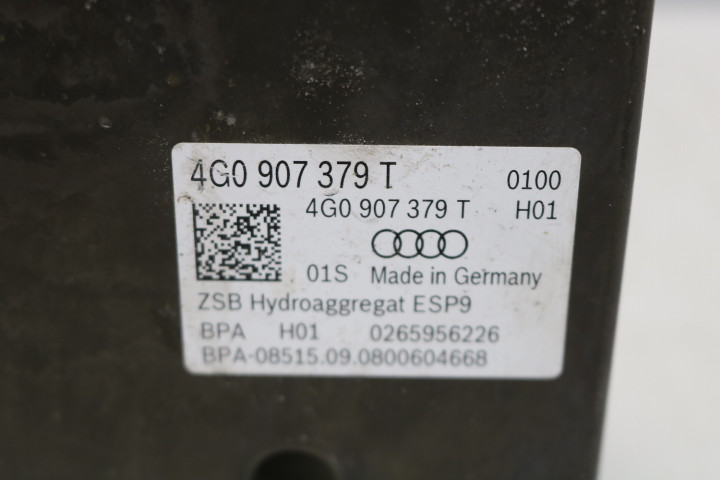 4G0 907 379 T 0100
4G0 907 379 T H01
01S Made in Germany
ZSB Hydroaggregat ESP9
BPA H01 0265956226
BPA-08515.09.0800604668